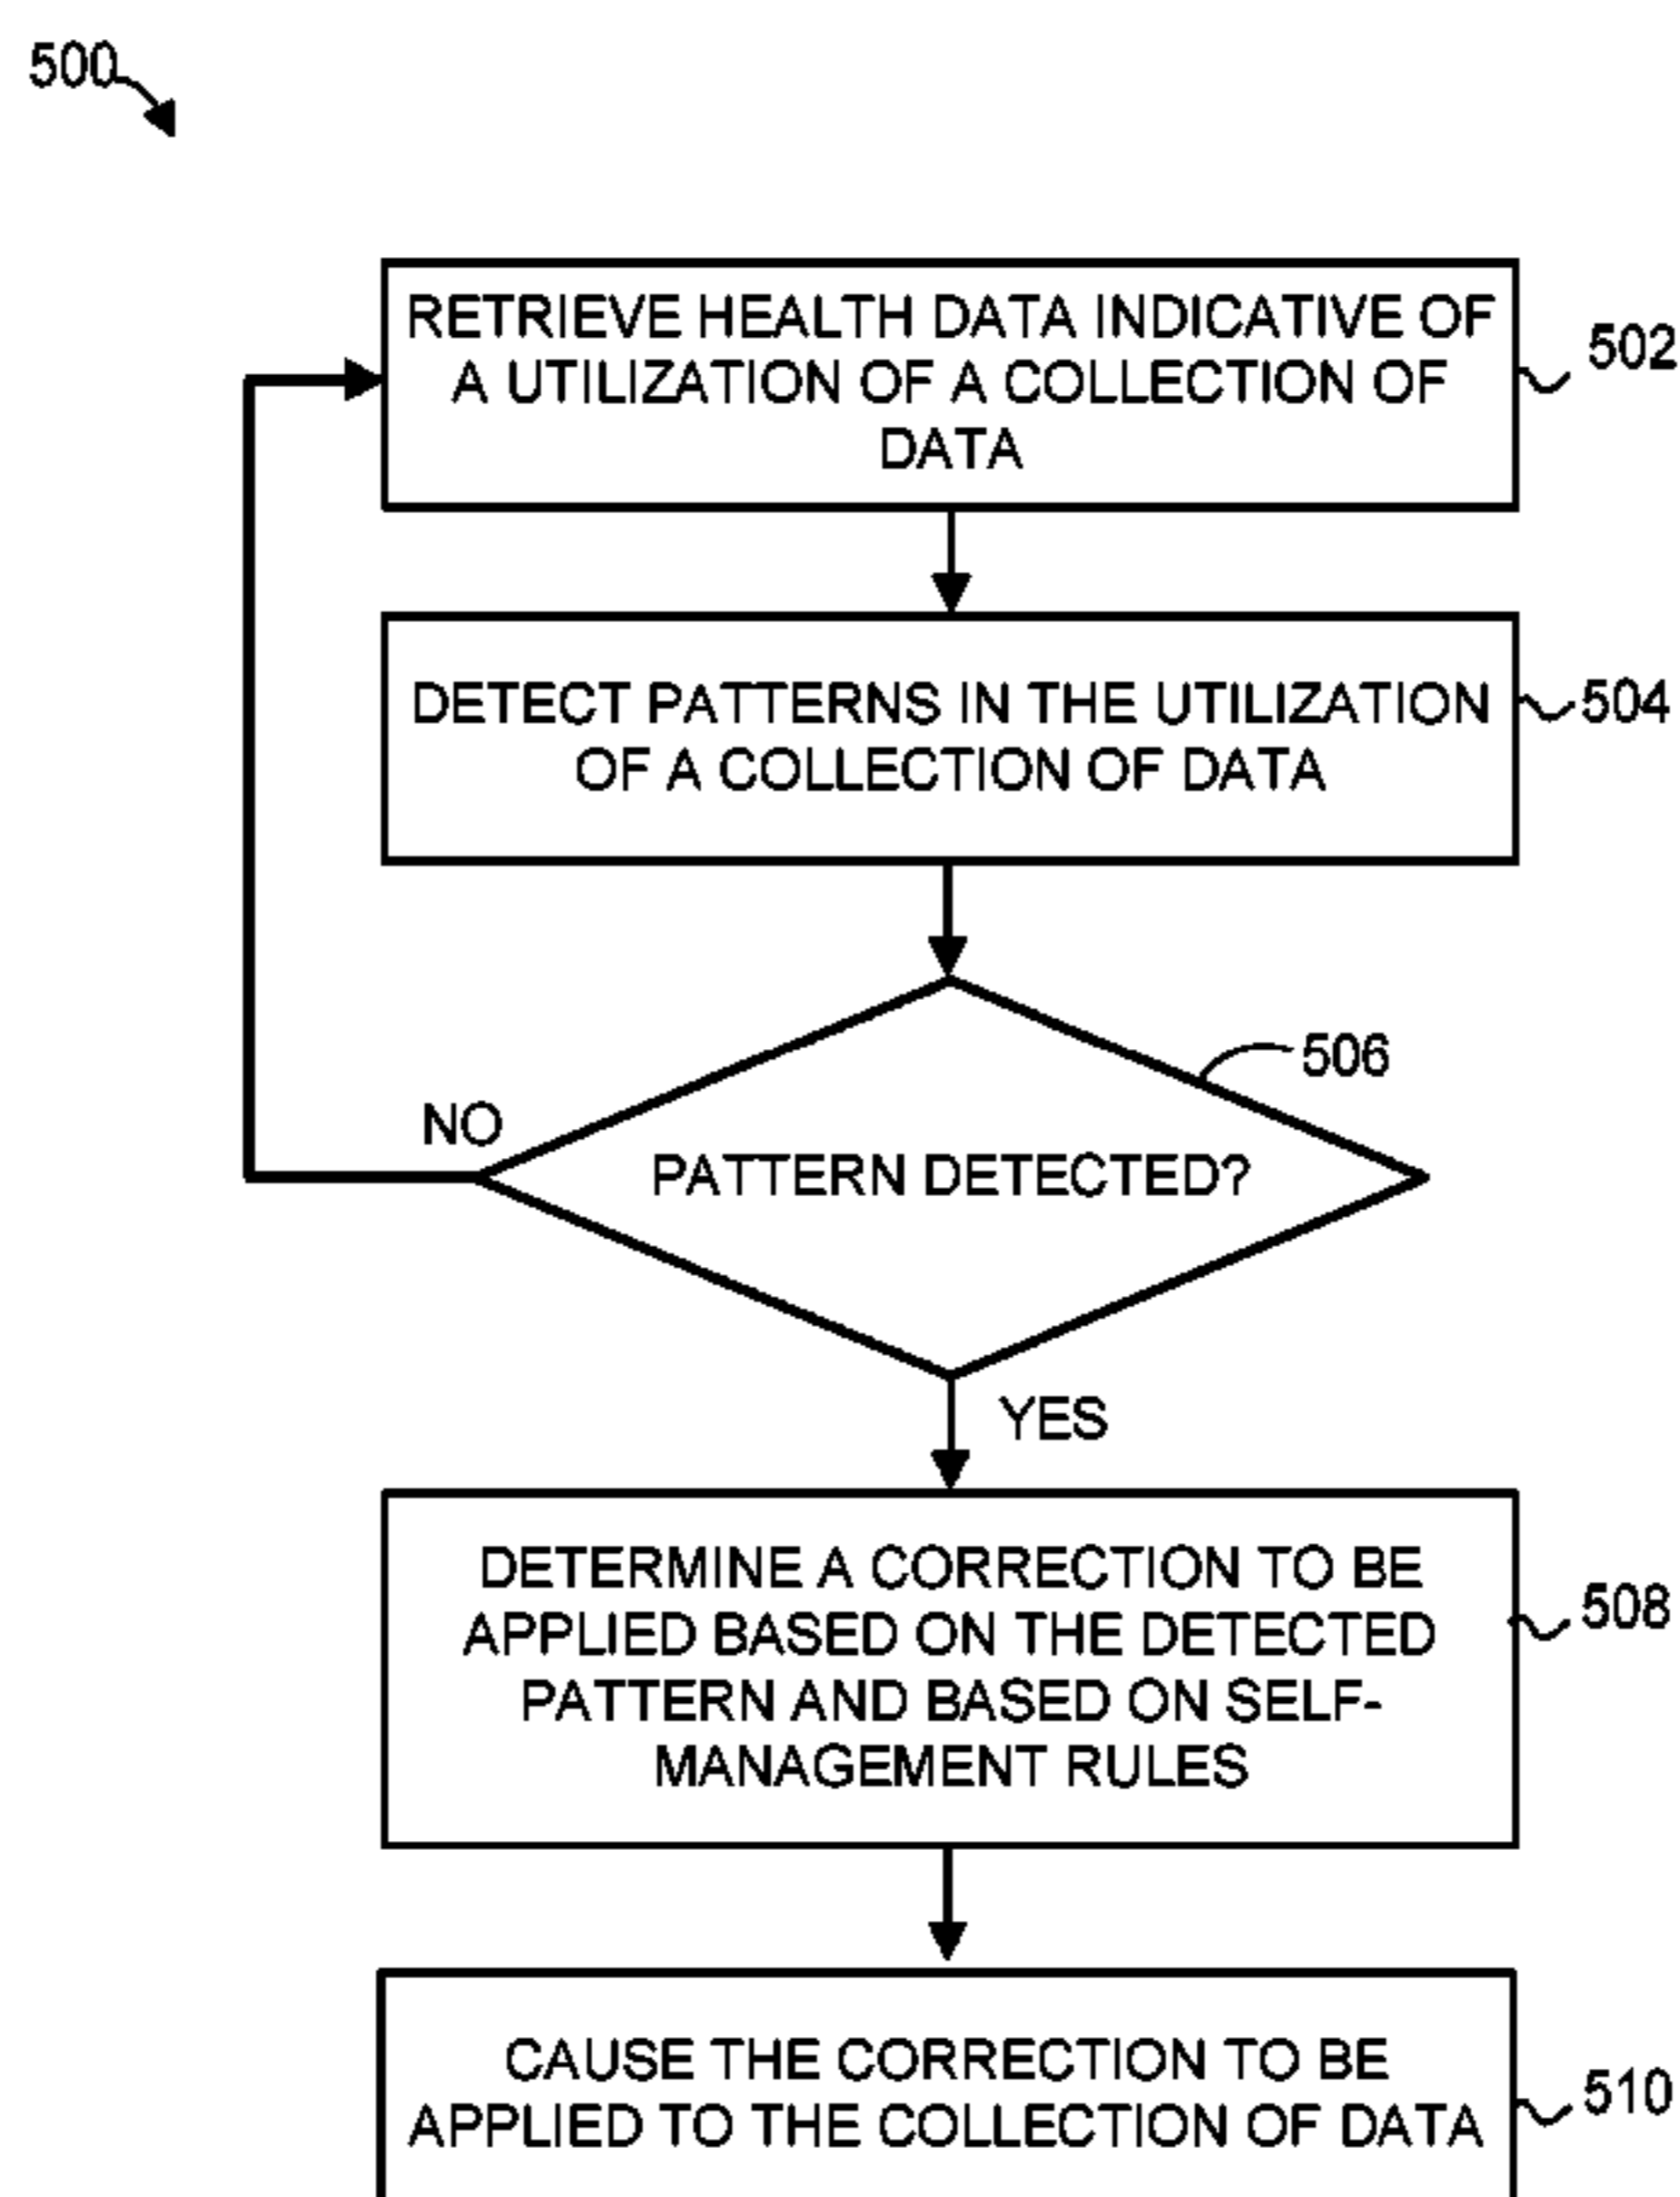 500
RETRIEVE HEALTH DATA INDICATIVE OF
A UTILIZATION OF A COLLECTION OF
DATA
502
DETECT PATTERNS IN THE UTILIZATION
OF A COLLECTION OF DATA
504
506
NO
PATTERN DETECTED?
YES
DETERMINE A CORRECTION TO BE
APPLIED BASED ON THE DETECTED
PATTERN AND BASED ON SELF-
MANAGEMENT RULES
508
CAUSE THE CORRECTION TO BE
APPLIED TO THE COLLECTION OF DATA
510